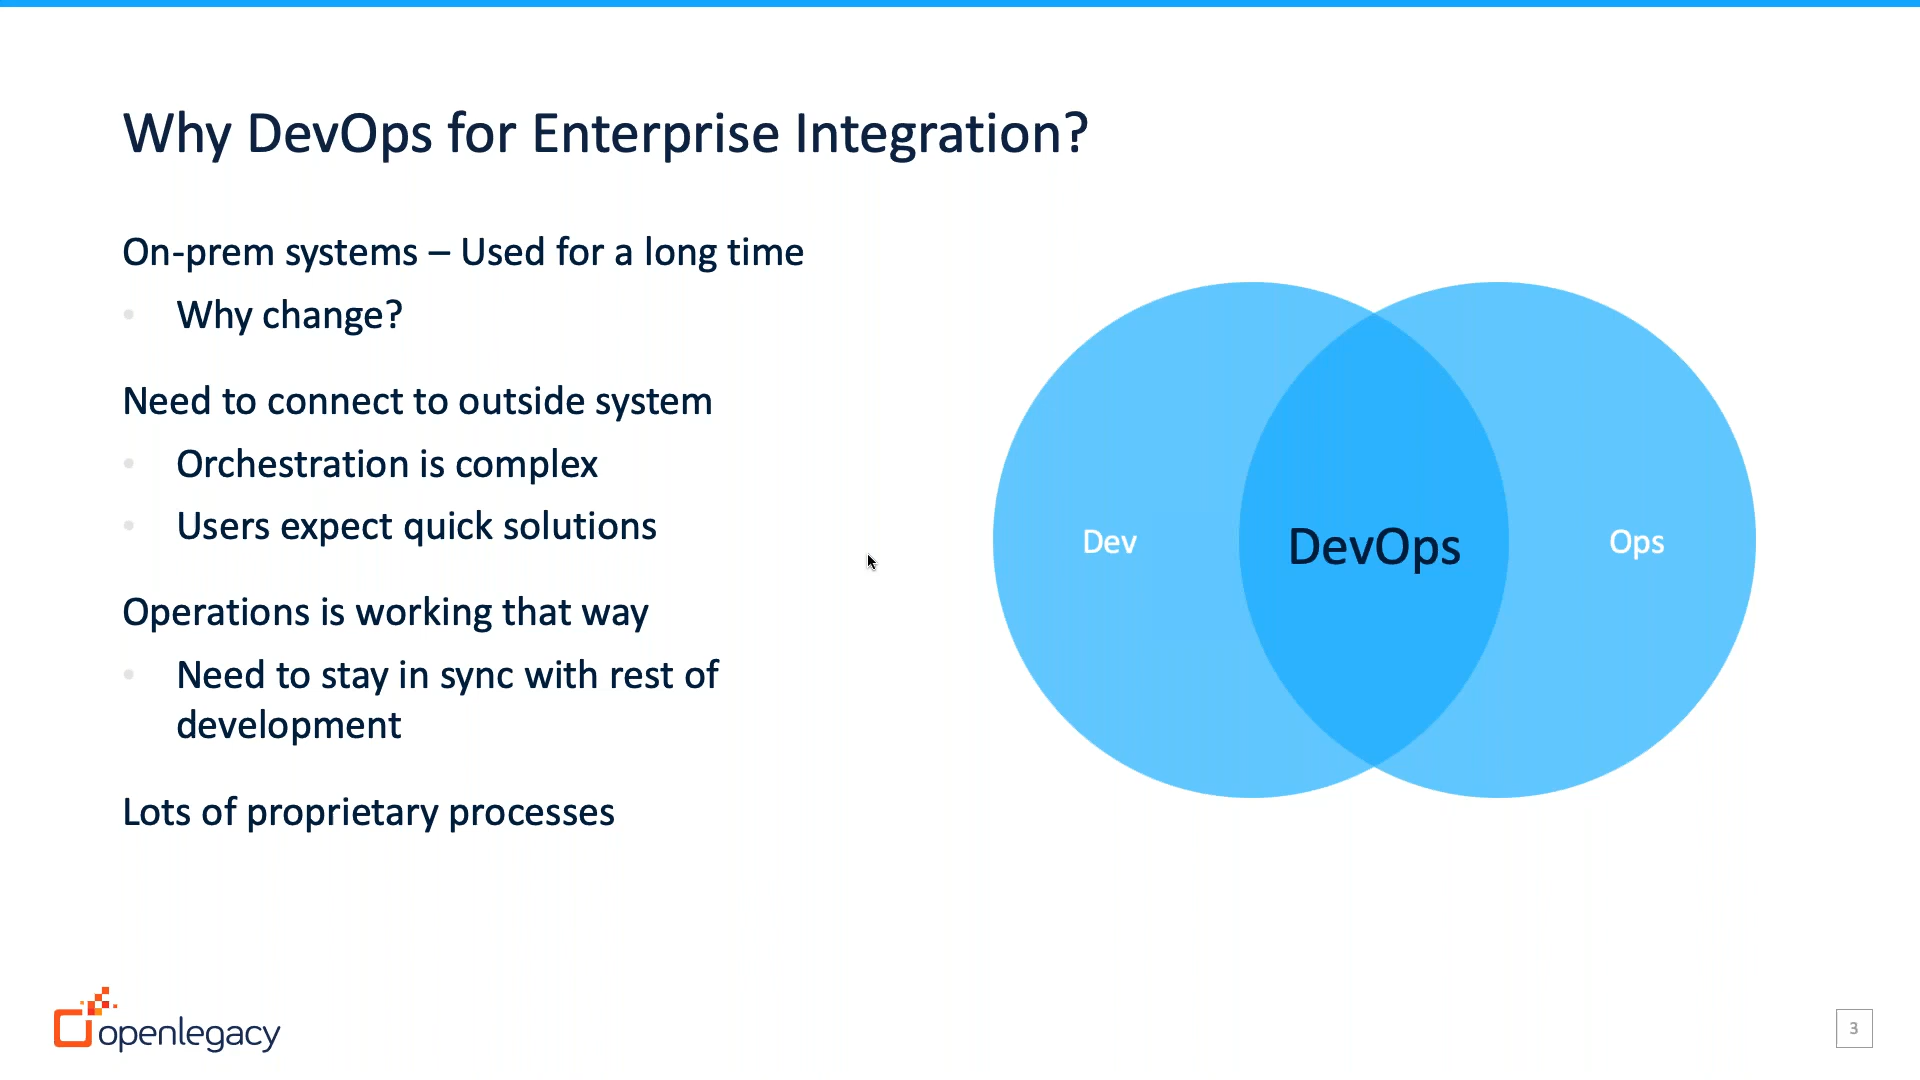 Why DevOps for Enterprise Integration?
On-prem systems – Used for a long time
• Why change?
Need to connect to outside system
• Orchestration is complex
• Users expect quick solutions
Operations is working that way
• Need to stay in sync with rest of
development
Lots of proprietary processes
Dev
DevOps
Ops
openlegacy
3